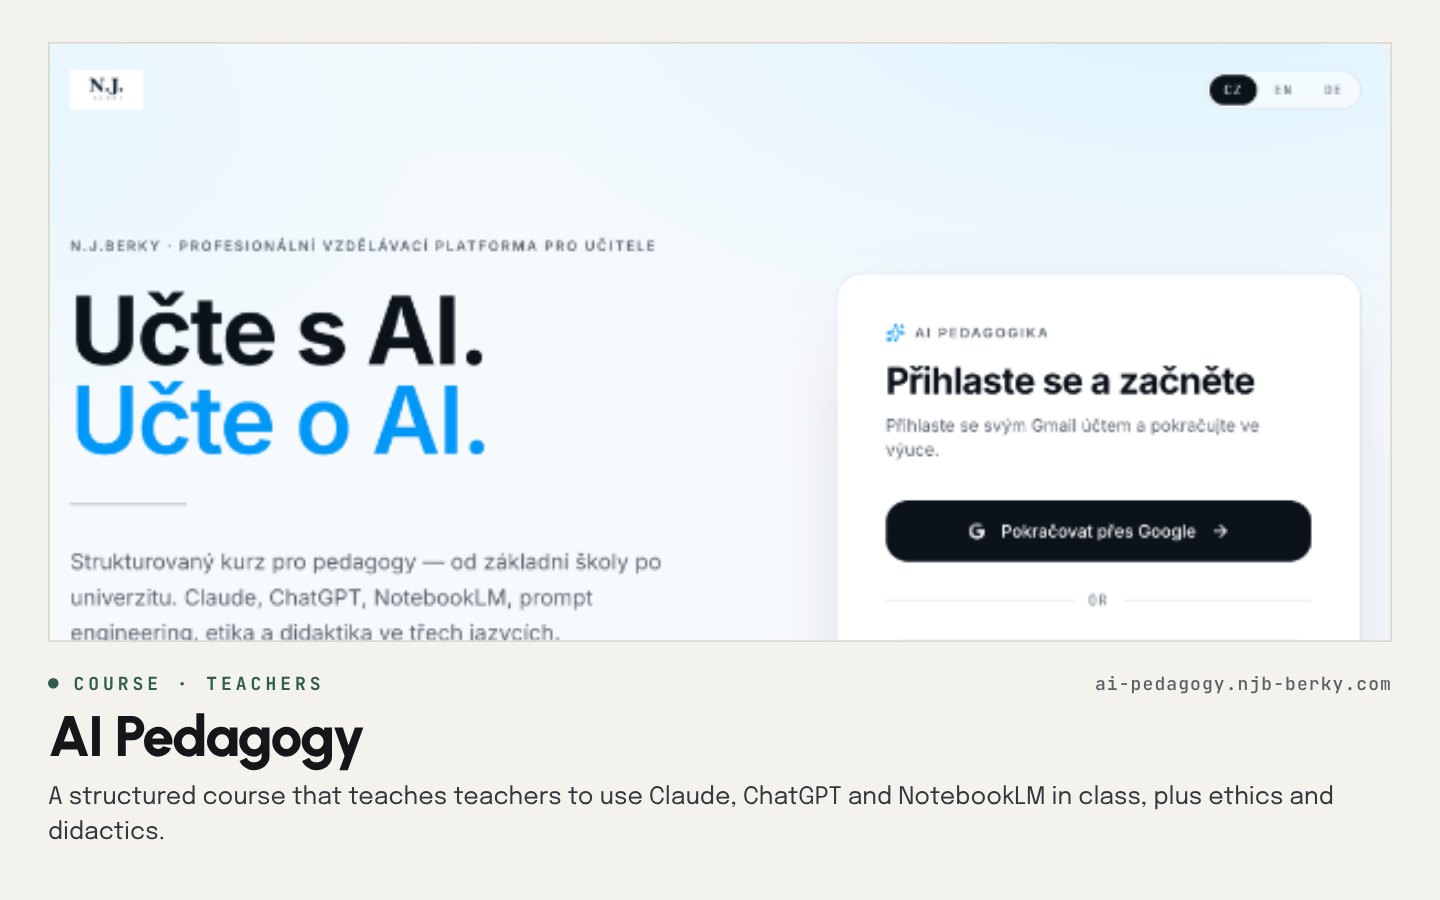 N.J.
CZ EN DE
N.J.BERKY · PROFESIONÁLNÍ VZDĚLÁVACÍ PLATFORMA PRO UČITELE
Učte s AI.
Učte o AI.
Strukturovaný kurz pro pedagogy — od základní školy po
univerzitu. Claude, ChatGPT, NotebookLM, prompt
engineering, etika a didaktika ve třech jazycích.
AI PEDAGOGIKA
Přihlaste se a začněte
Přihlaste se svým Gmail účtem a pokračujte ve
výuce.
G Pokračovat přes Google →
OR
COURSE · TEACHERS
ai-pedagogy.njb-berky.com
AI Pedagogy
A structured course that teaches teachers to use Claude, ChatGPT and NotebookLM in class, plus ethics and
didactics.